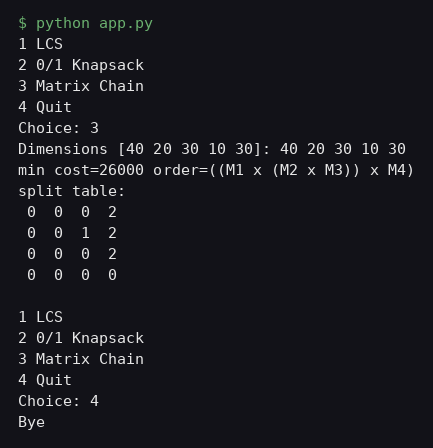 $ python app.py
1 LCS
2 0/1 Knapsack
3 Matrix Chain
4 Quit
Choice: 3
Dimensions [40 20 30 10 30]: 40 20 30 10 30
min cost=26000 order=((M1 x (M2 x M3)) x M4)
split table:
 0  0  0  2
 0  0  1  2
 0  0  0  2
 0  0  0  0

1 LCS
2 0/1 Knapsack
3 Matrix Chain
4 Quit
Choice: 4
Bye